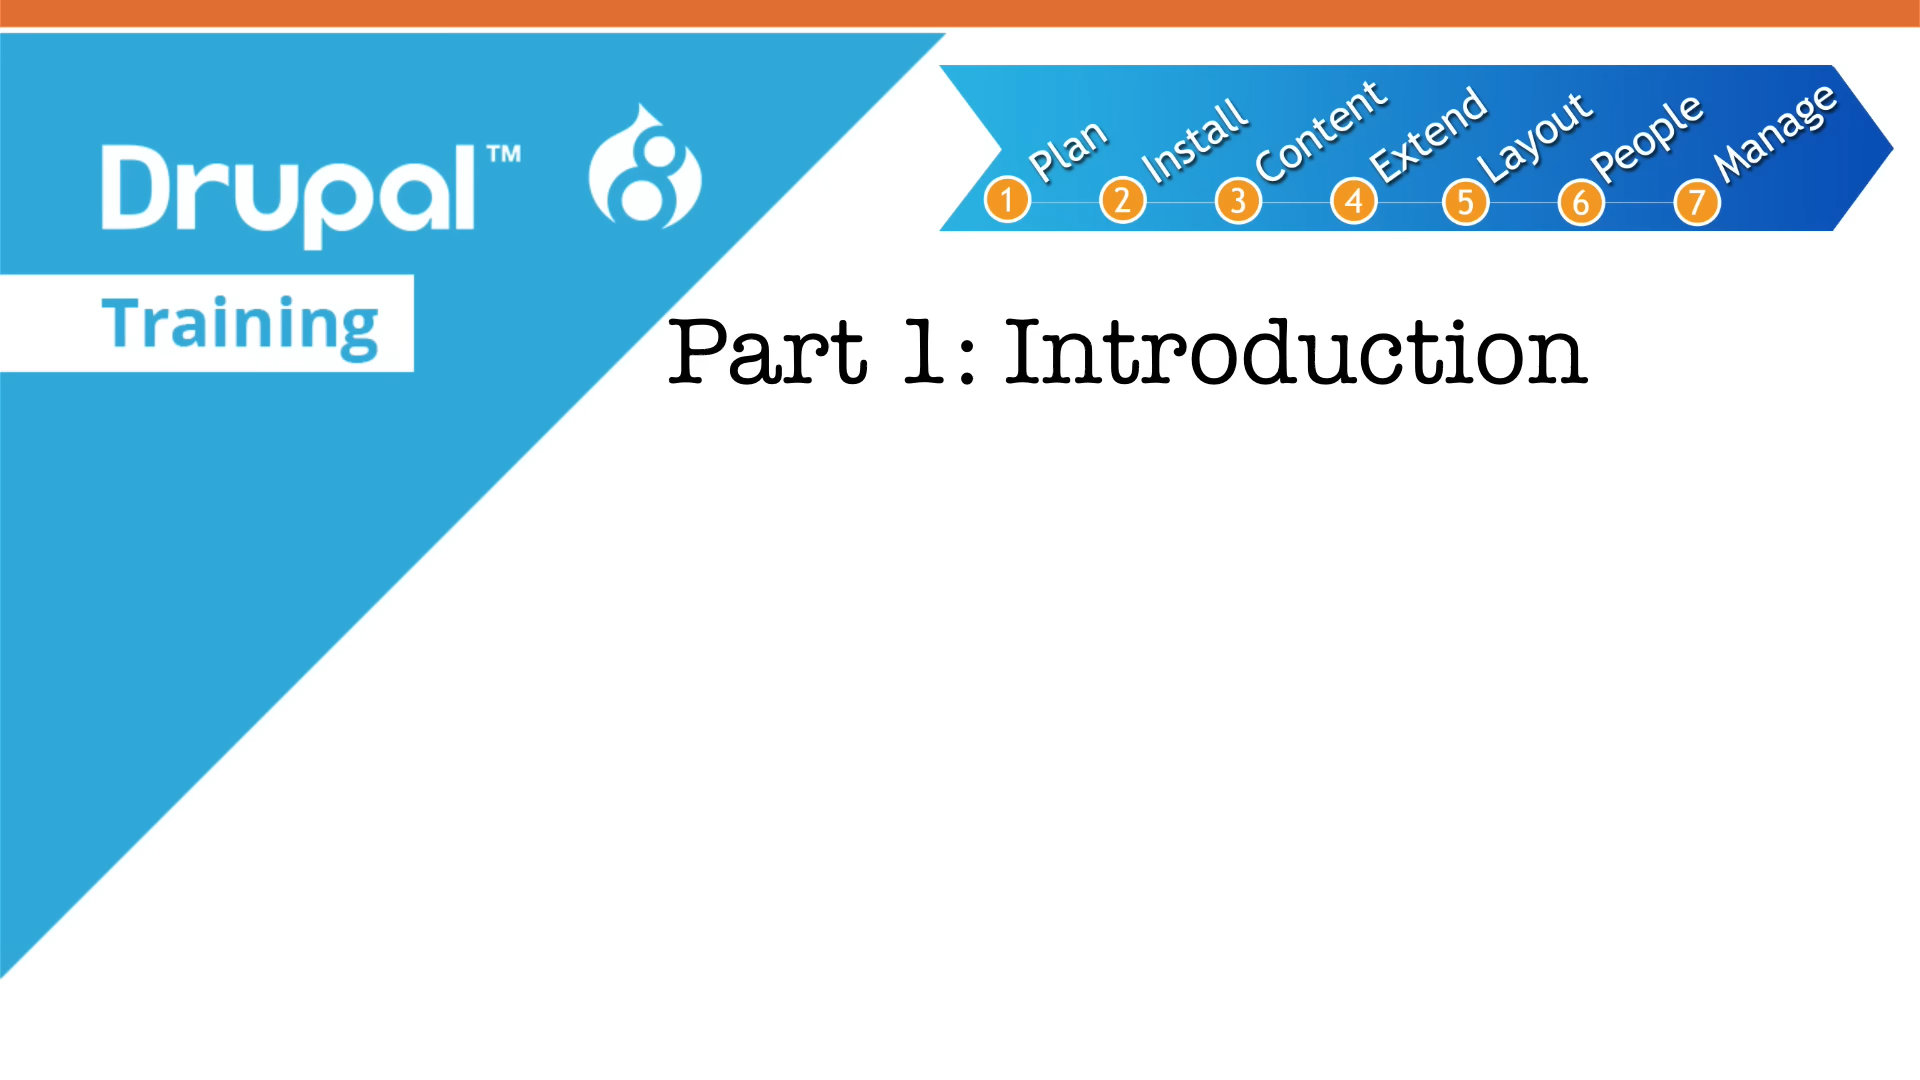 Drupal™ 8
Training
1 Plan
2 Install
3 Content
4 Extend
5 Layout
6 People
7 Manage
Part 1: Introduction